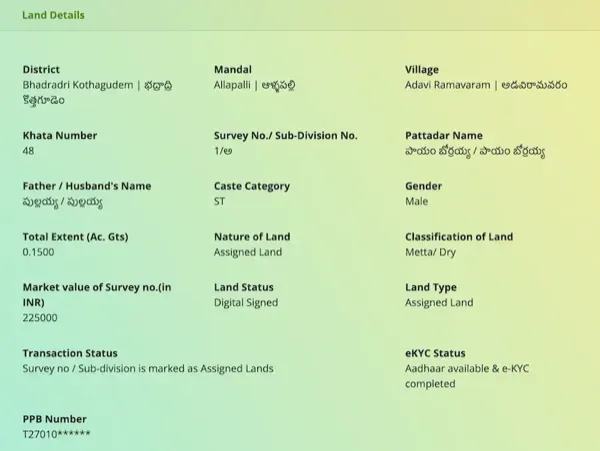 Land Details
District
Bhadradri Kothagudem | భద్రాద్రి
కొత్తగూడెం
Mandal
Allapalli | ఆళ్ళపల్లి
Village
Adavi Ramavaram | అడవిరామవరం
Khata Number
48
Survey No./ Sub-Division No.
1/అ
Pattadar Name
పాయం బొర్రయ్య / పాయం బొర్రయ్య
Father / Husband's Name
పుల్లయ్య / పుల్లయ్య
Caste Category
ST
Gender
Male
Total Extent (Ac. Gts)
0.1500
Nature of Land
Assigned Land
Classification of Land
Metta/ Dry
Market value of Survey no.(in
INR)
225000
Land Status
Digital Signed
Land Type
Assigned Land
Transaction Status
Survey no / Sub-division is marked as Assigned Lands
eKYC Status
Aadhaar available & e-KYC
completed
PPB Number
T27010******